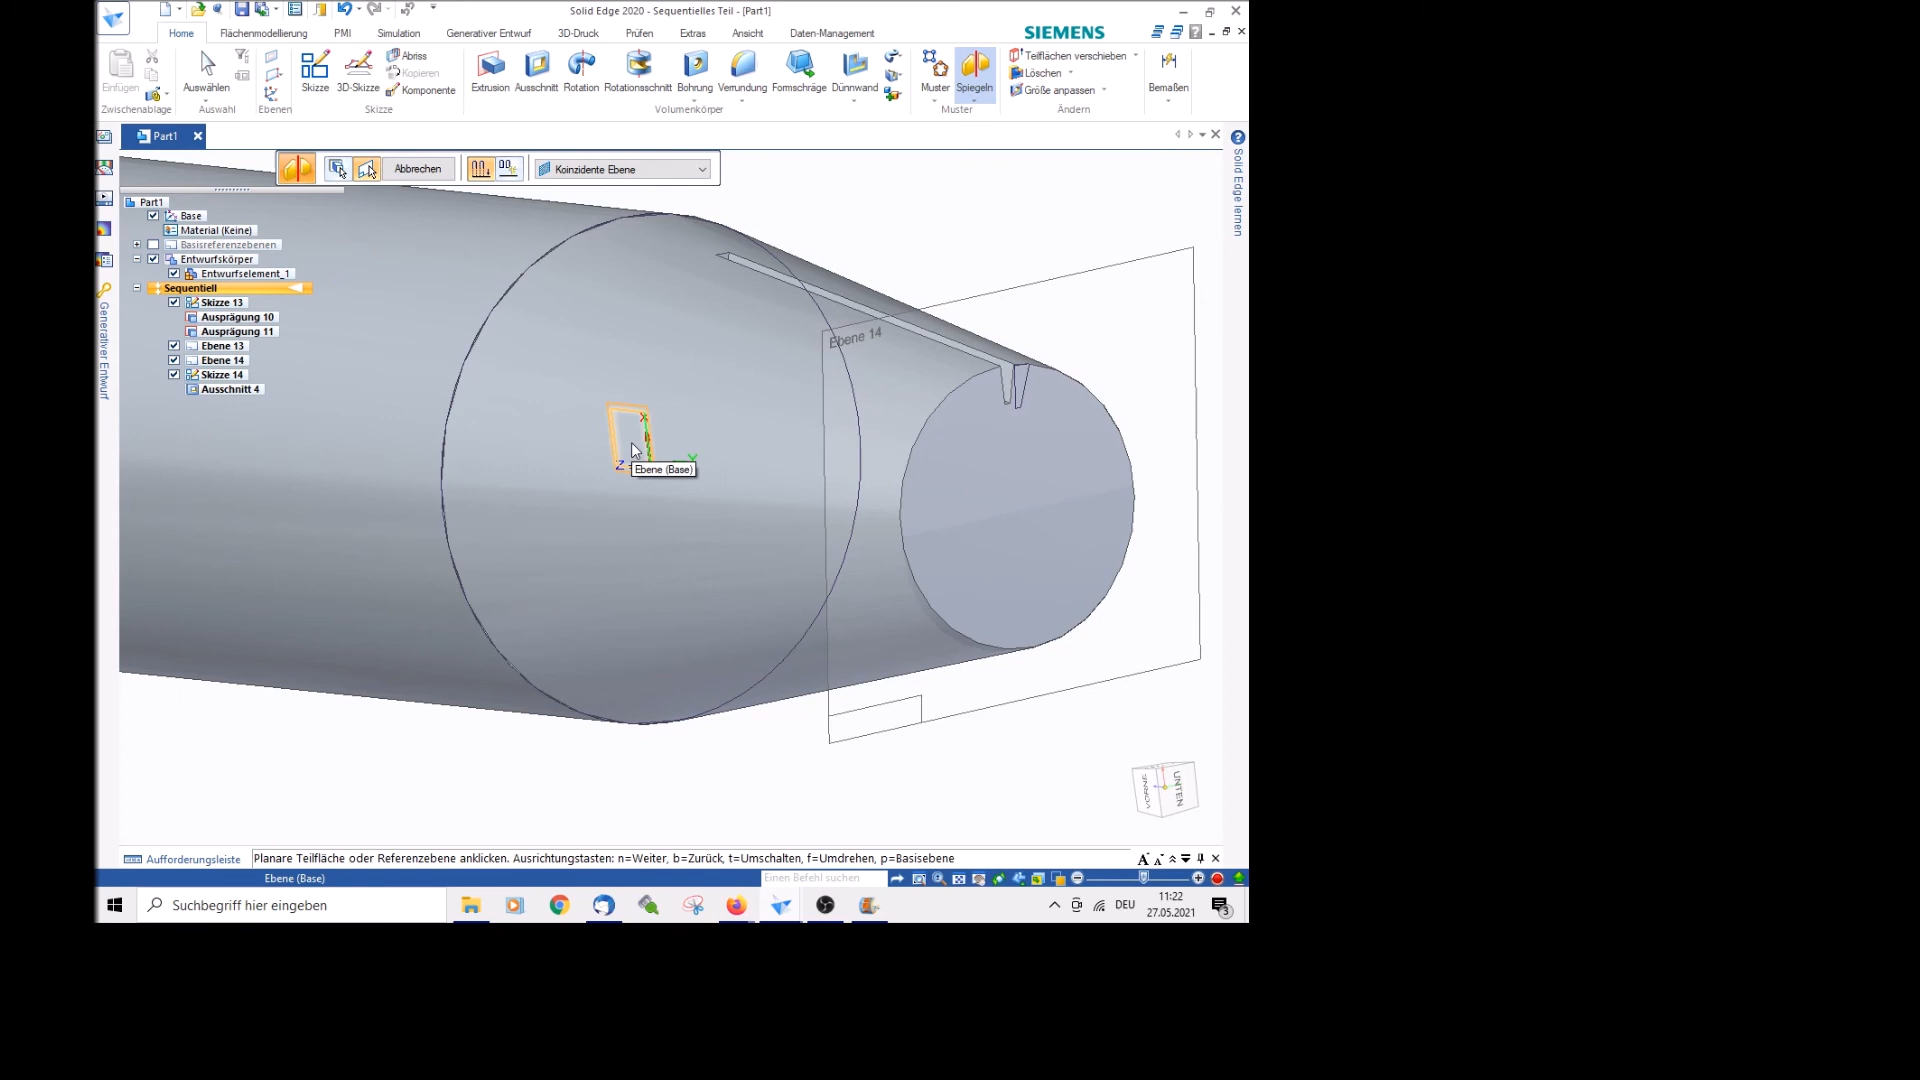 Solid Edge 2020 - Sequentielles Teil - [Part1]
Home Flächenmodellierung PMI Simulation Generativer Entwurf 3D-Druck Prüfen Extras Ansicht Daten-Management
SIEMENS
Einfügen
Zwischenablage
Auswählen
Auswahl
Ebenen
Skizze
3D-Skizze
Abriss
Kopieren
Komponente
Skizze
Extrusion Ausschnitt Rotation Rotationsschnitt Bohrung Verrundung Formschräge Dünnwand
Volumenkörper
Muster Spiegeln
Muster
Teilflächen verschieben
Löschen
Größe anpassen
Ändern
Bemaßen
Part1
Abbrechen
Koinzidente Ebene
Solid Edge lernen
Generativer Entwurf
Part1
Base
Material (Keine)
Basisreferenzebenen
Entwurfskörper
Entwurfselement_1
Sequentiell
Skizze 13
Ausprägung 10
Ausprägung 11
Ebene 13
Ebene 14
Skizze 14
Ausschnitt 4
Ebene 14
X
Z
Y
Ebene (Base)
VORNE
UNTEN
Aufforderungsleiste
Planare Teilfläche oder Referenzebene anklicken. Ausrichtungstasten: n=Weiter, b=Zurück, t=Umschalten, f=Umdrehen, p=Basisebene
Ebene (Base)
Einen Befehl suchen
Suchbegriff hier eingeben
DEU
11:22
27.05.2021
3